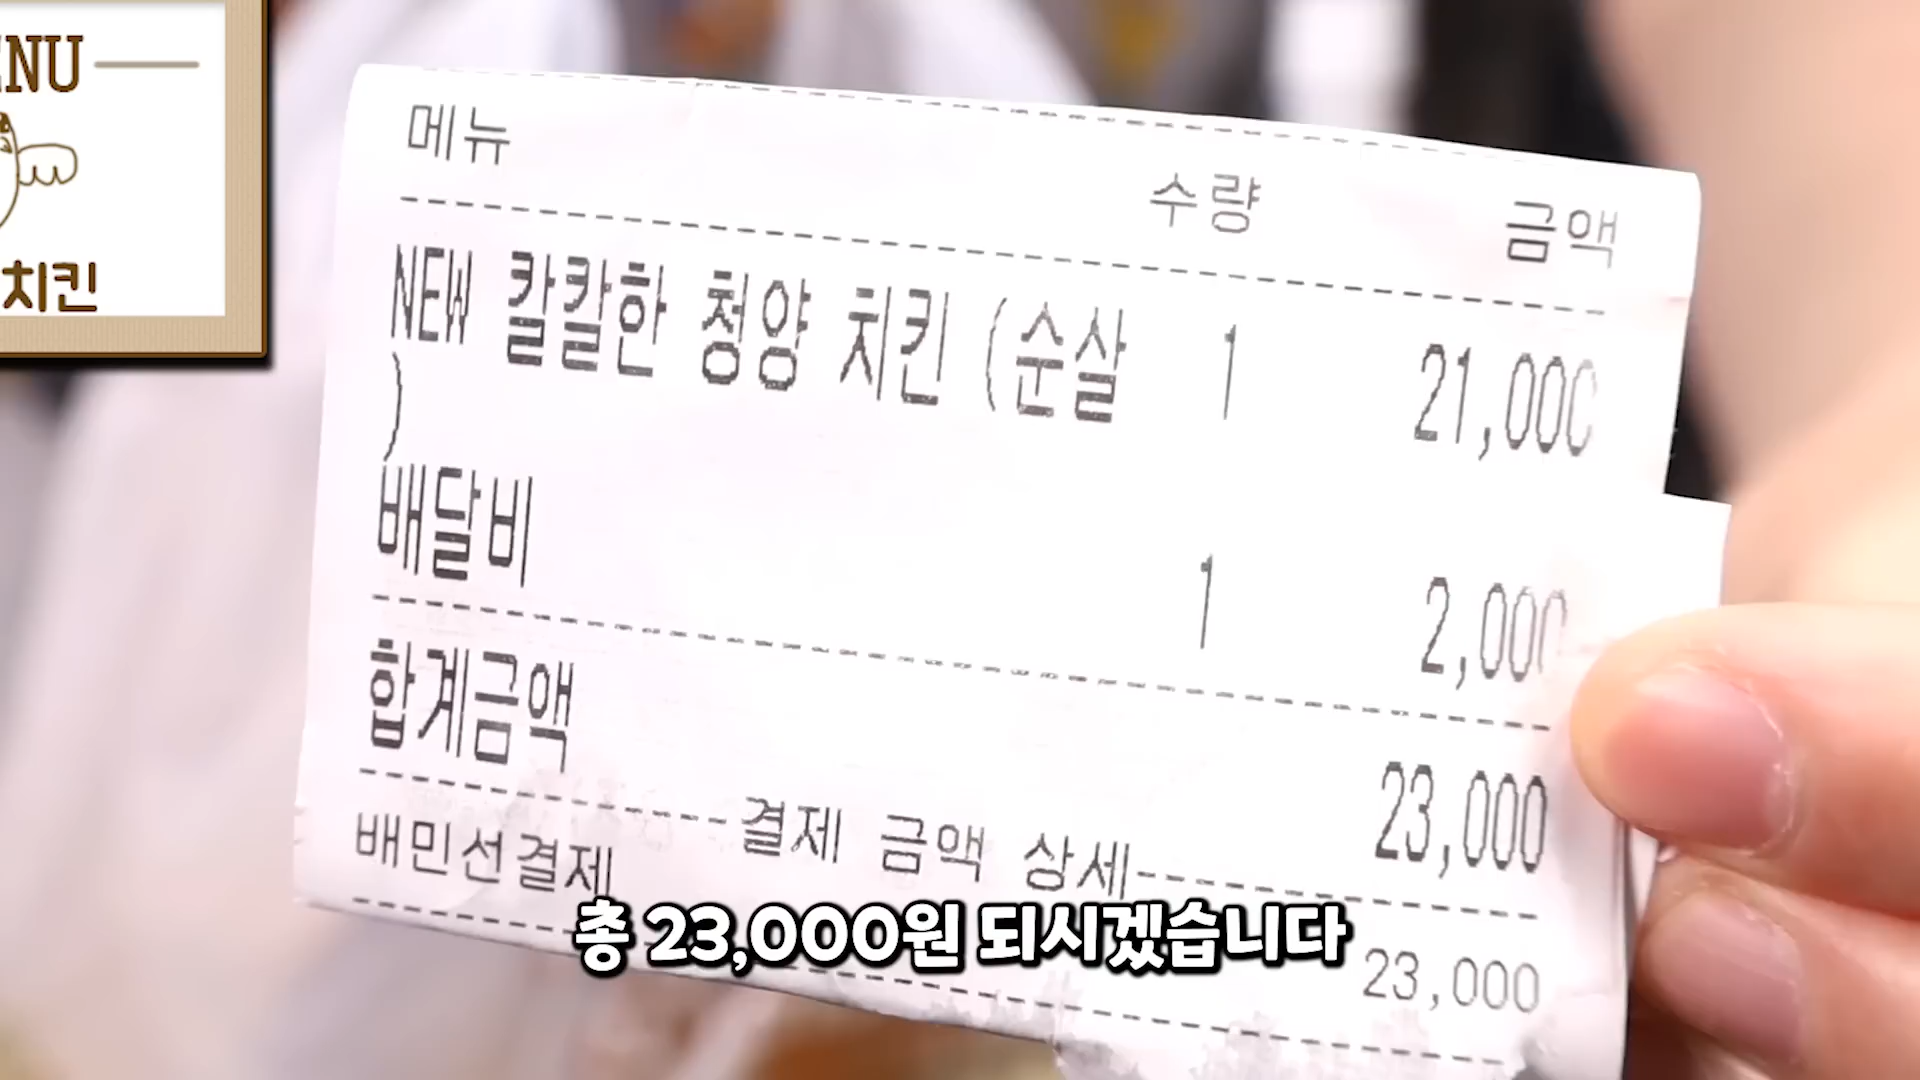 NU
치킨
메뉴 수량 금액
NEW 칼칼한 청양 치킨 (순살 1 21,000
)
배달비 1 2,000
합계금액 23,000
결제 금액 상세
배민선결제 23,000
총 23,000원 되시겠습니다